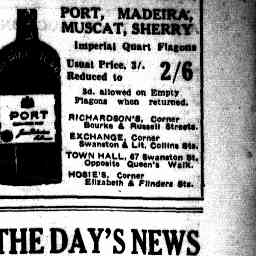 PORT, MADEIRA,
MUSCAT, SHERRY
Imperial Quart Flagons
Usual Price, 3/.
Reduced to 2/6
3d. allowed on Empty
Flagons when returned.
RICHARDSON'S, Corner
Bourke & Russell Streets.
EXCHANGE, Corner
Swanston & Lit. Collins Sts.
TOWN HALL, 67 Swanston St.
Opposite Queen's Walk.
HOSIE'S, Corner
Elizabeth & Flinders Sts.
PORT
THE DAY'S NEWS